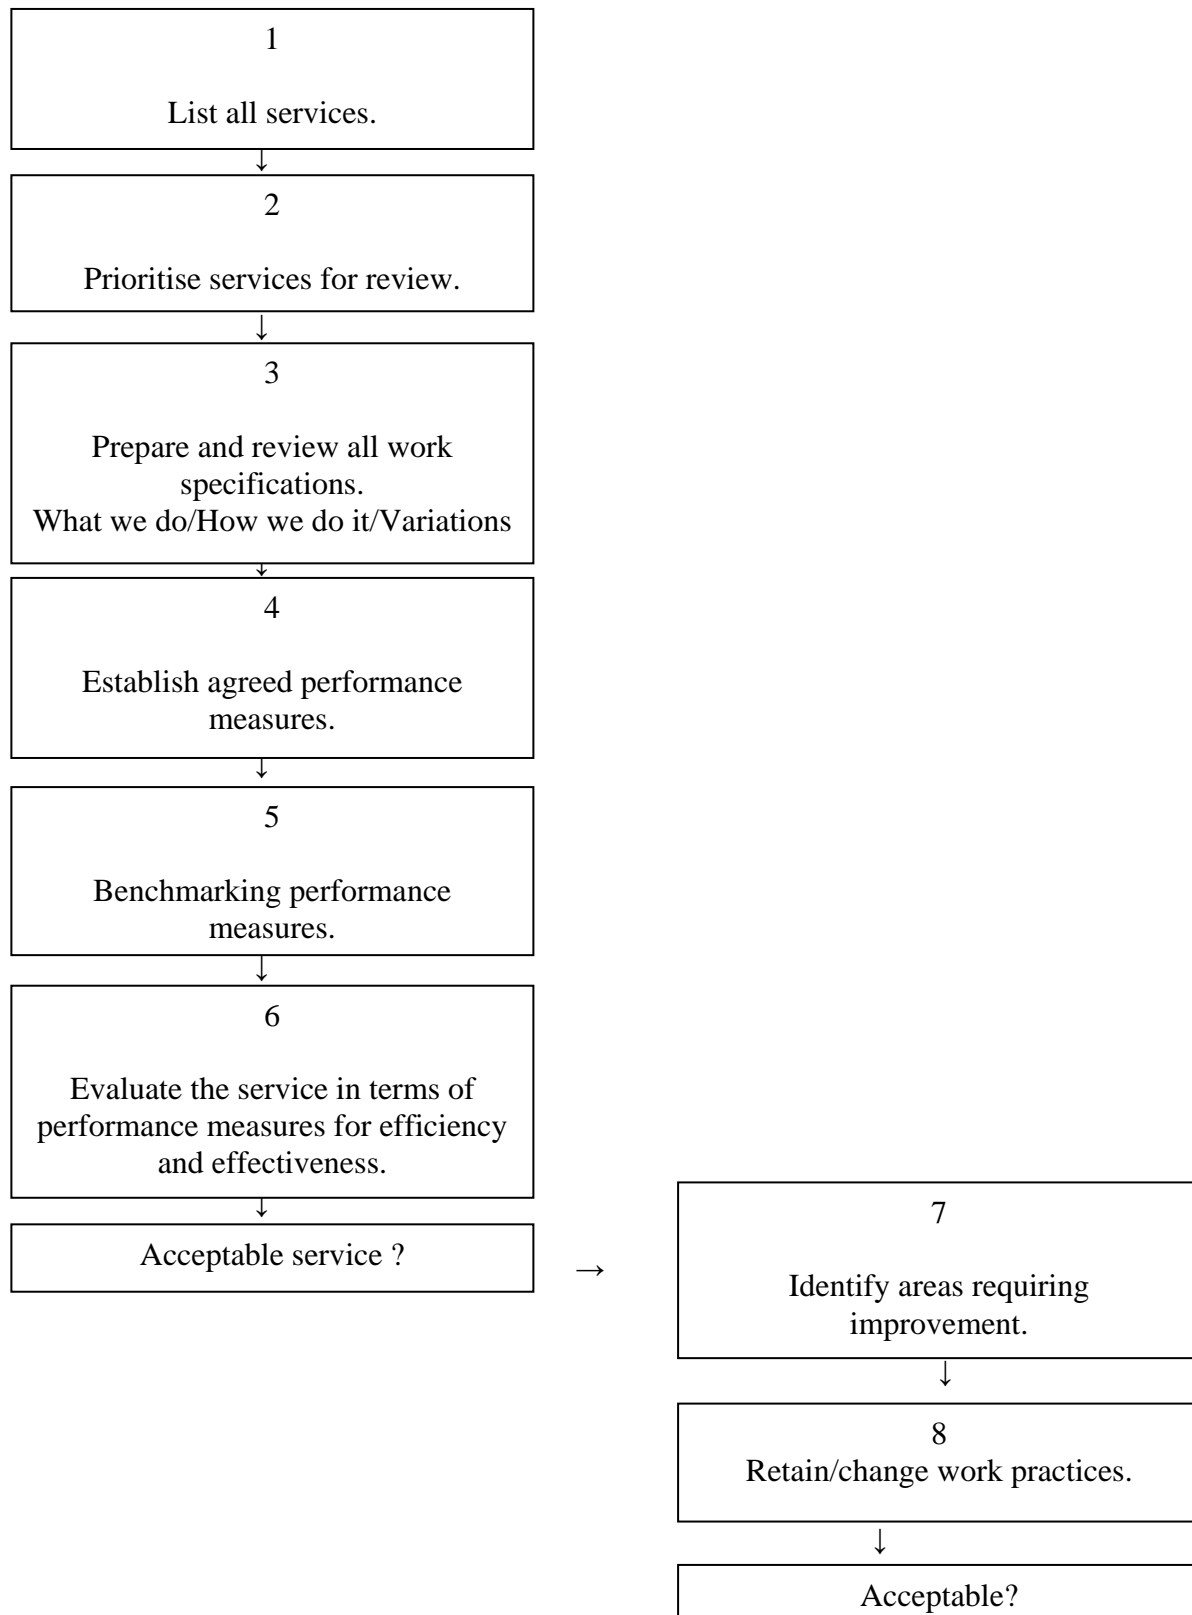 1
List all services.
↓
2
Prioritise services for review.
↓
3
Prepare and review all work
specifications.
What we do/How we do it/Variations
↓
4
Establish agreed performance
measures.
↓
5
Benchmarking performance
measures.
↓
6
Evaluate the service in terms of
performance measures for efficiency
and effectiveness.
↓
Acceptable service ?
→
7
Identify areas requiring
improvement.
↓
8
Retain/change work practices.
↓
Acceptable?